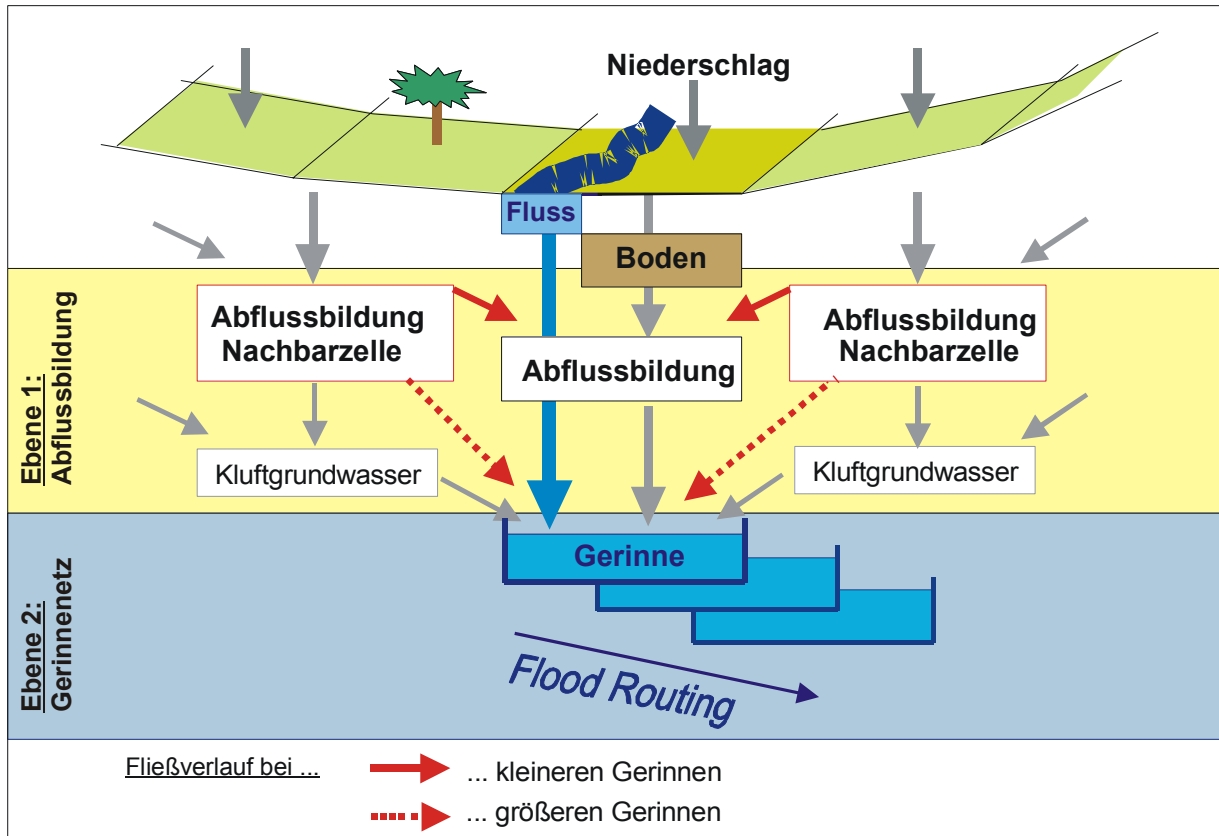 Niederschlag
Fluss
Boden
Ebene 1:
Abflussbildung
Abflussbildung
Nachbarzelle
Abflussbildung
Abflussbildung
Nachbarzelle
Kluftgrundwasser
Kluftgrundwasser
Ebene 2:
Gerinnenetz
Gerinne
Flood Routing
Fließverlauf bei ...
... kleineren Gerinnen
... größeren Gerinnen